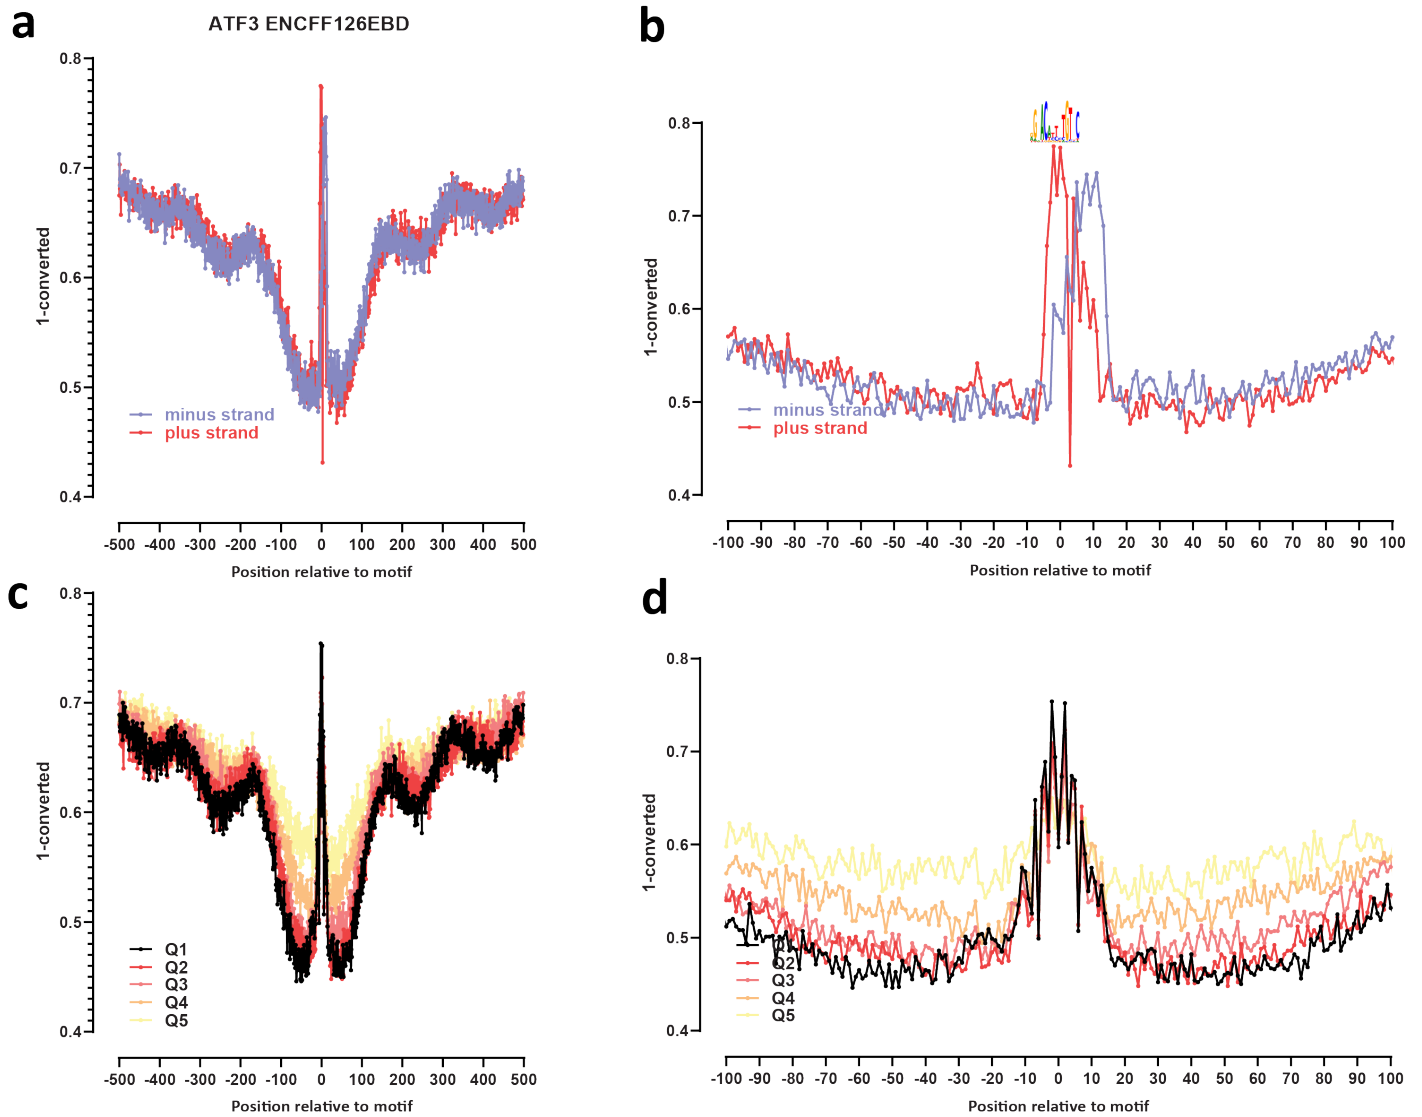 a
ATF3 ENCFF126EBD
0.8
0.7
0.6
0.5
0.4
1-converted
minus strand
plus strand
-500 -400 -300 -200 -100 0 100 200 300 400 500
Position relative to motif
b
0.8
0.7
0.6
0.5
0.4
1-converted
minus strand
plus strand
-100 -90 -80 -70 -60 -50 -40 -30 -20 -10 0 10 20 30 40 50 60 70 80 90 100
Position relative to motif
c
0.8
0.7
0.6
0.5
0.4
1-converted
Q1
Q2
Q3
Q4
Q5
-500 -400 -300 -200 -100 0 100 200 300 400 500
Position relative to motif
d
0.8
0.7
0.6
0.5
0.4
1-converted
Q1
Q2
Q3
Q4
Q5
-100 -90 -80 -70 -60 -50 -40 -30 -20 -10 0 10 20 30 40 50 60 70 80 90 100
Position relative to motif